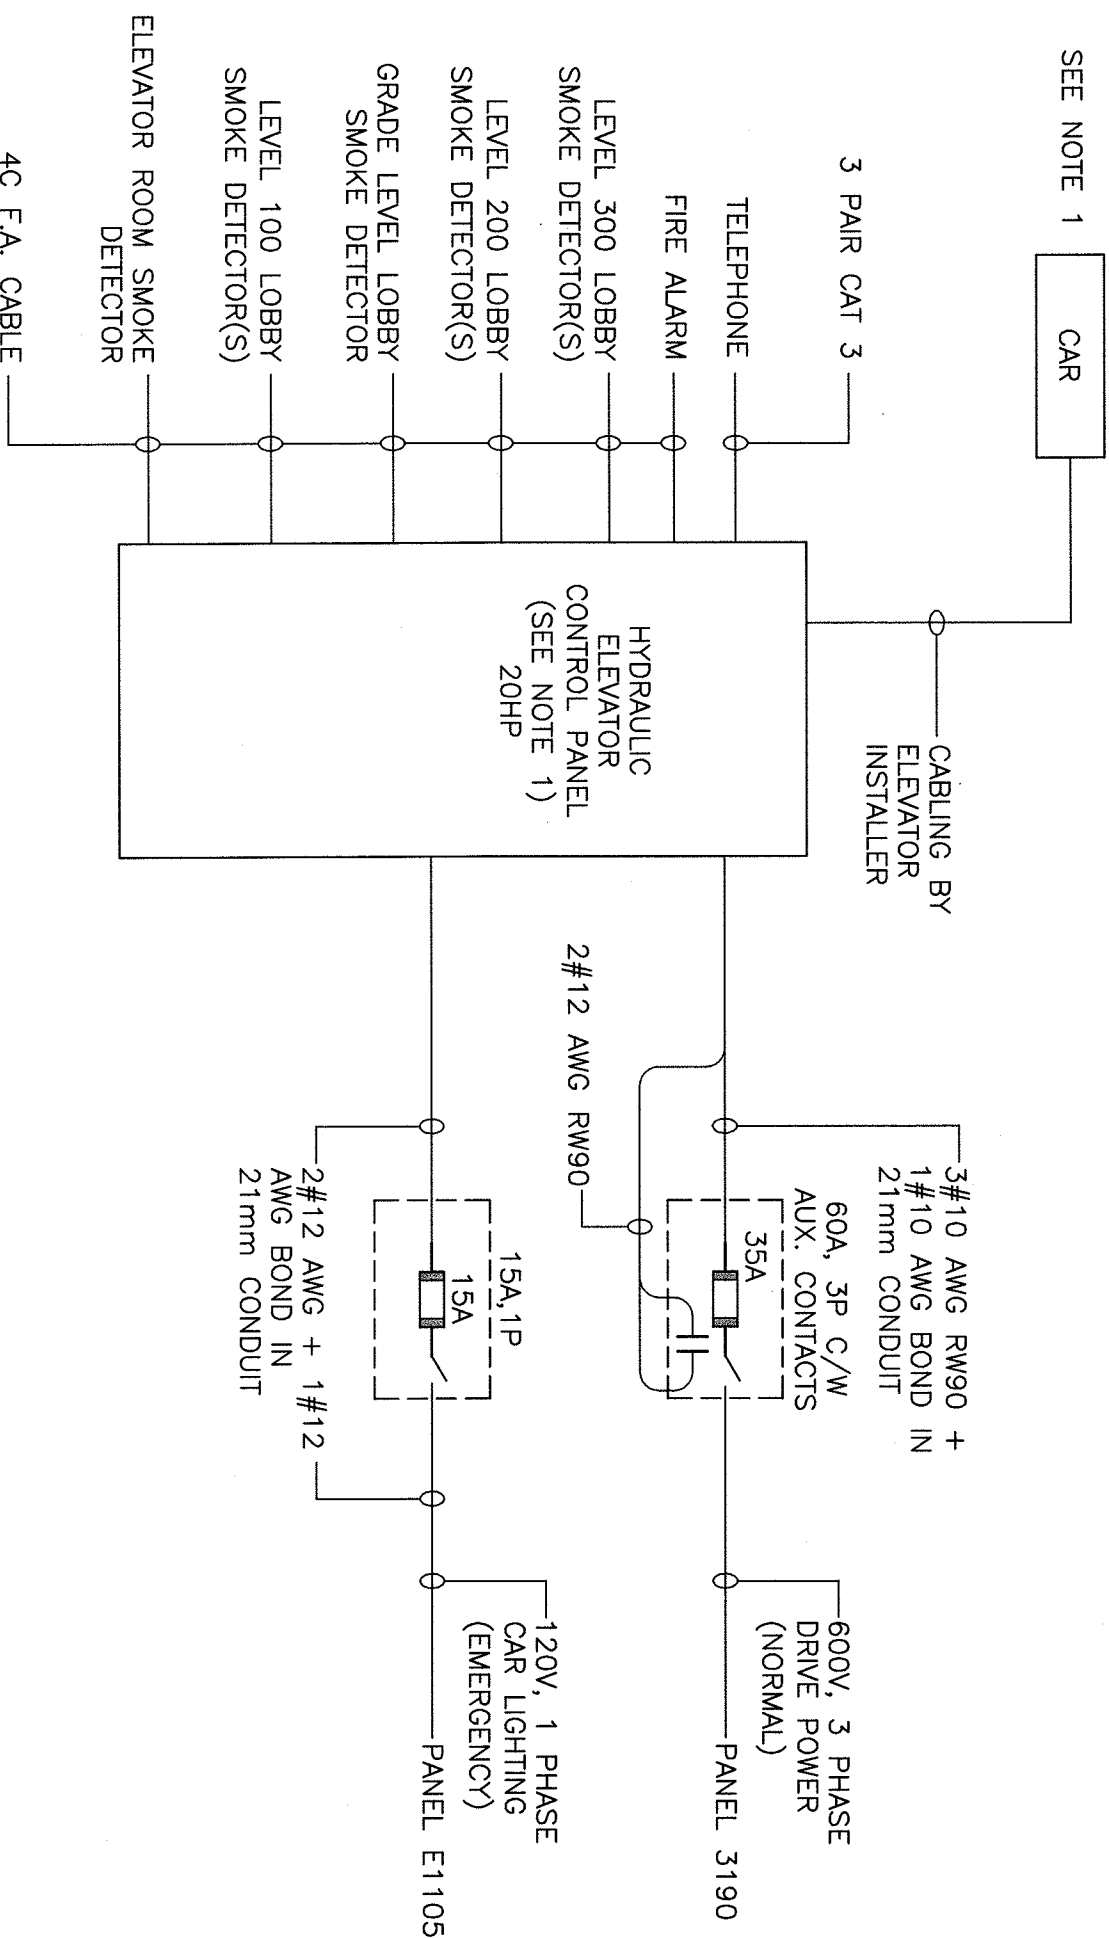 SEE NOTE 1
CAR
CABLING BY
ELEVATOR
INSTALLER
3 PAIR CAT 3
TELEPHONE
FIRE ALARM
LEVEL 300 LOBBY
SMOKE DETECTOR(S)
LEVEL 200 LOBBY
SMOKE DETECTOR(S)
GRADE LEVEL LOBBY
SMOKE DETECTOR
LEVEL 100 LOBBY
SMOKE DETECTOR(S)
ELEVATOR ROOM SMOKE
DETECTOR
4C F.A. CABLE
HYDRAULIC
ELEVATOR
CONTROL PANEL
(SEE NOTE 1)
20HP
3#10 AWG RW90 +
1#10 AWG BOND IN
21mm CONDUIT
60A, 3P C/W
AUX. CONTACTS
35A
2#12 AWG RW90
600V, 3 PHASE
DRIVE POWER
(NORMAL)
PANEL 3190
15A,1P
15A
2#12 AWG + 1#12
AWG BOND IN
21mm CONDUIT
120V, 1 PHASE
CAR LIGHTING
(EMERGENCY)
PANEL E1105